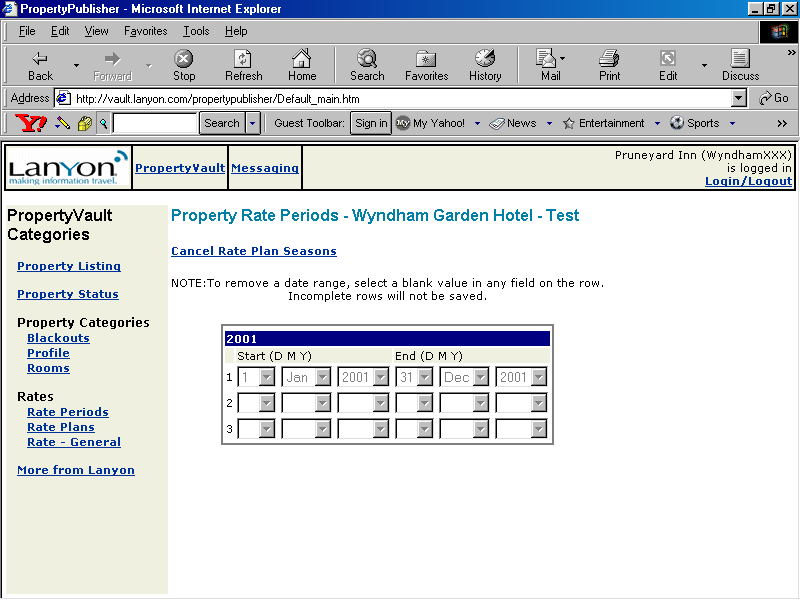 PropertyPublisher - Microsoft Internet Explorer
File Edit View Favorites Tools Help
Back Forward Stop Refresh Home Search Favorites History Mail Print Edit Discuss »
Address http://vault.lanyon.com/propertypublisher/Default_main.htm Go
Y! Search Guest Toolbar: Sign in My My Yahoo! News Entertainment Sports »
LANYON.
making information travel.
PropertyVault Messaging
Pruneyard Inn (WyndhamXXX)
is logged in
Login/Logout
PropertyVault
Categories
Property Listing
Property Status
Property Categories
Blackouts
Profile
Rooms
Rates
Rate Periods
Rate Plans
Rate - General
More from Lanyon
Property Rate Periods - Wyndham Garden Hotel - Test
Cancel Rate Plan Seasons
NOTE:To remove a date range, select a blank value in any field on the row.
Incomplete rows will not be saved.
2001
Start (D M Y) End (D M Y)
1 1 Jan 2001 31 Dec 2001
2
3